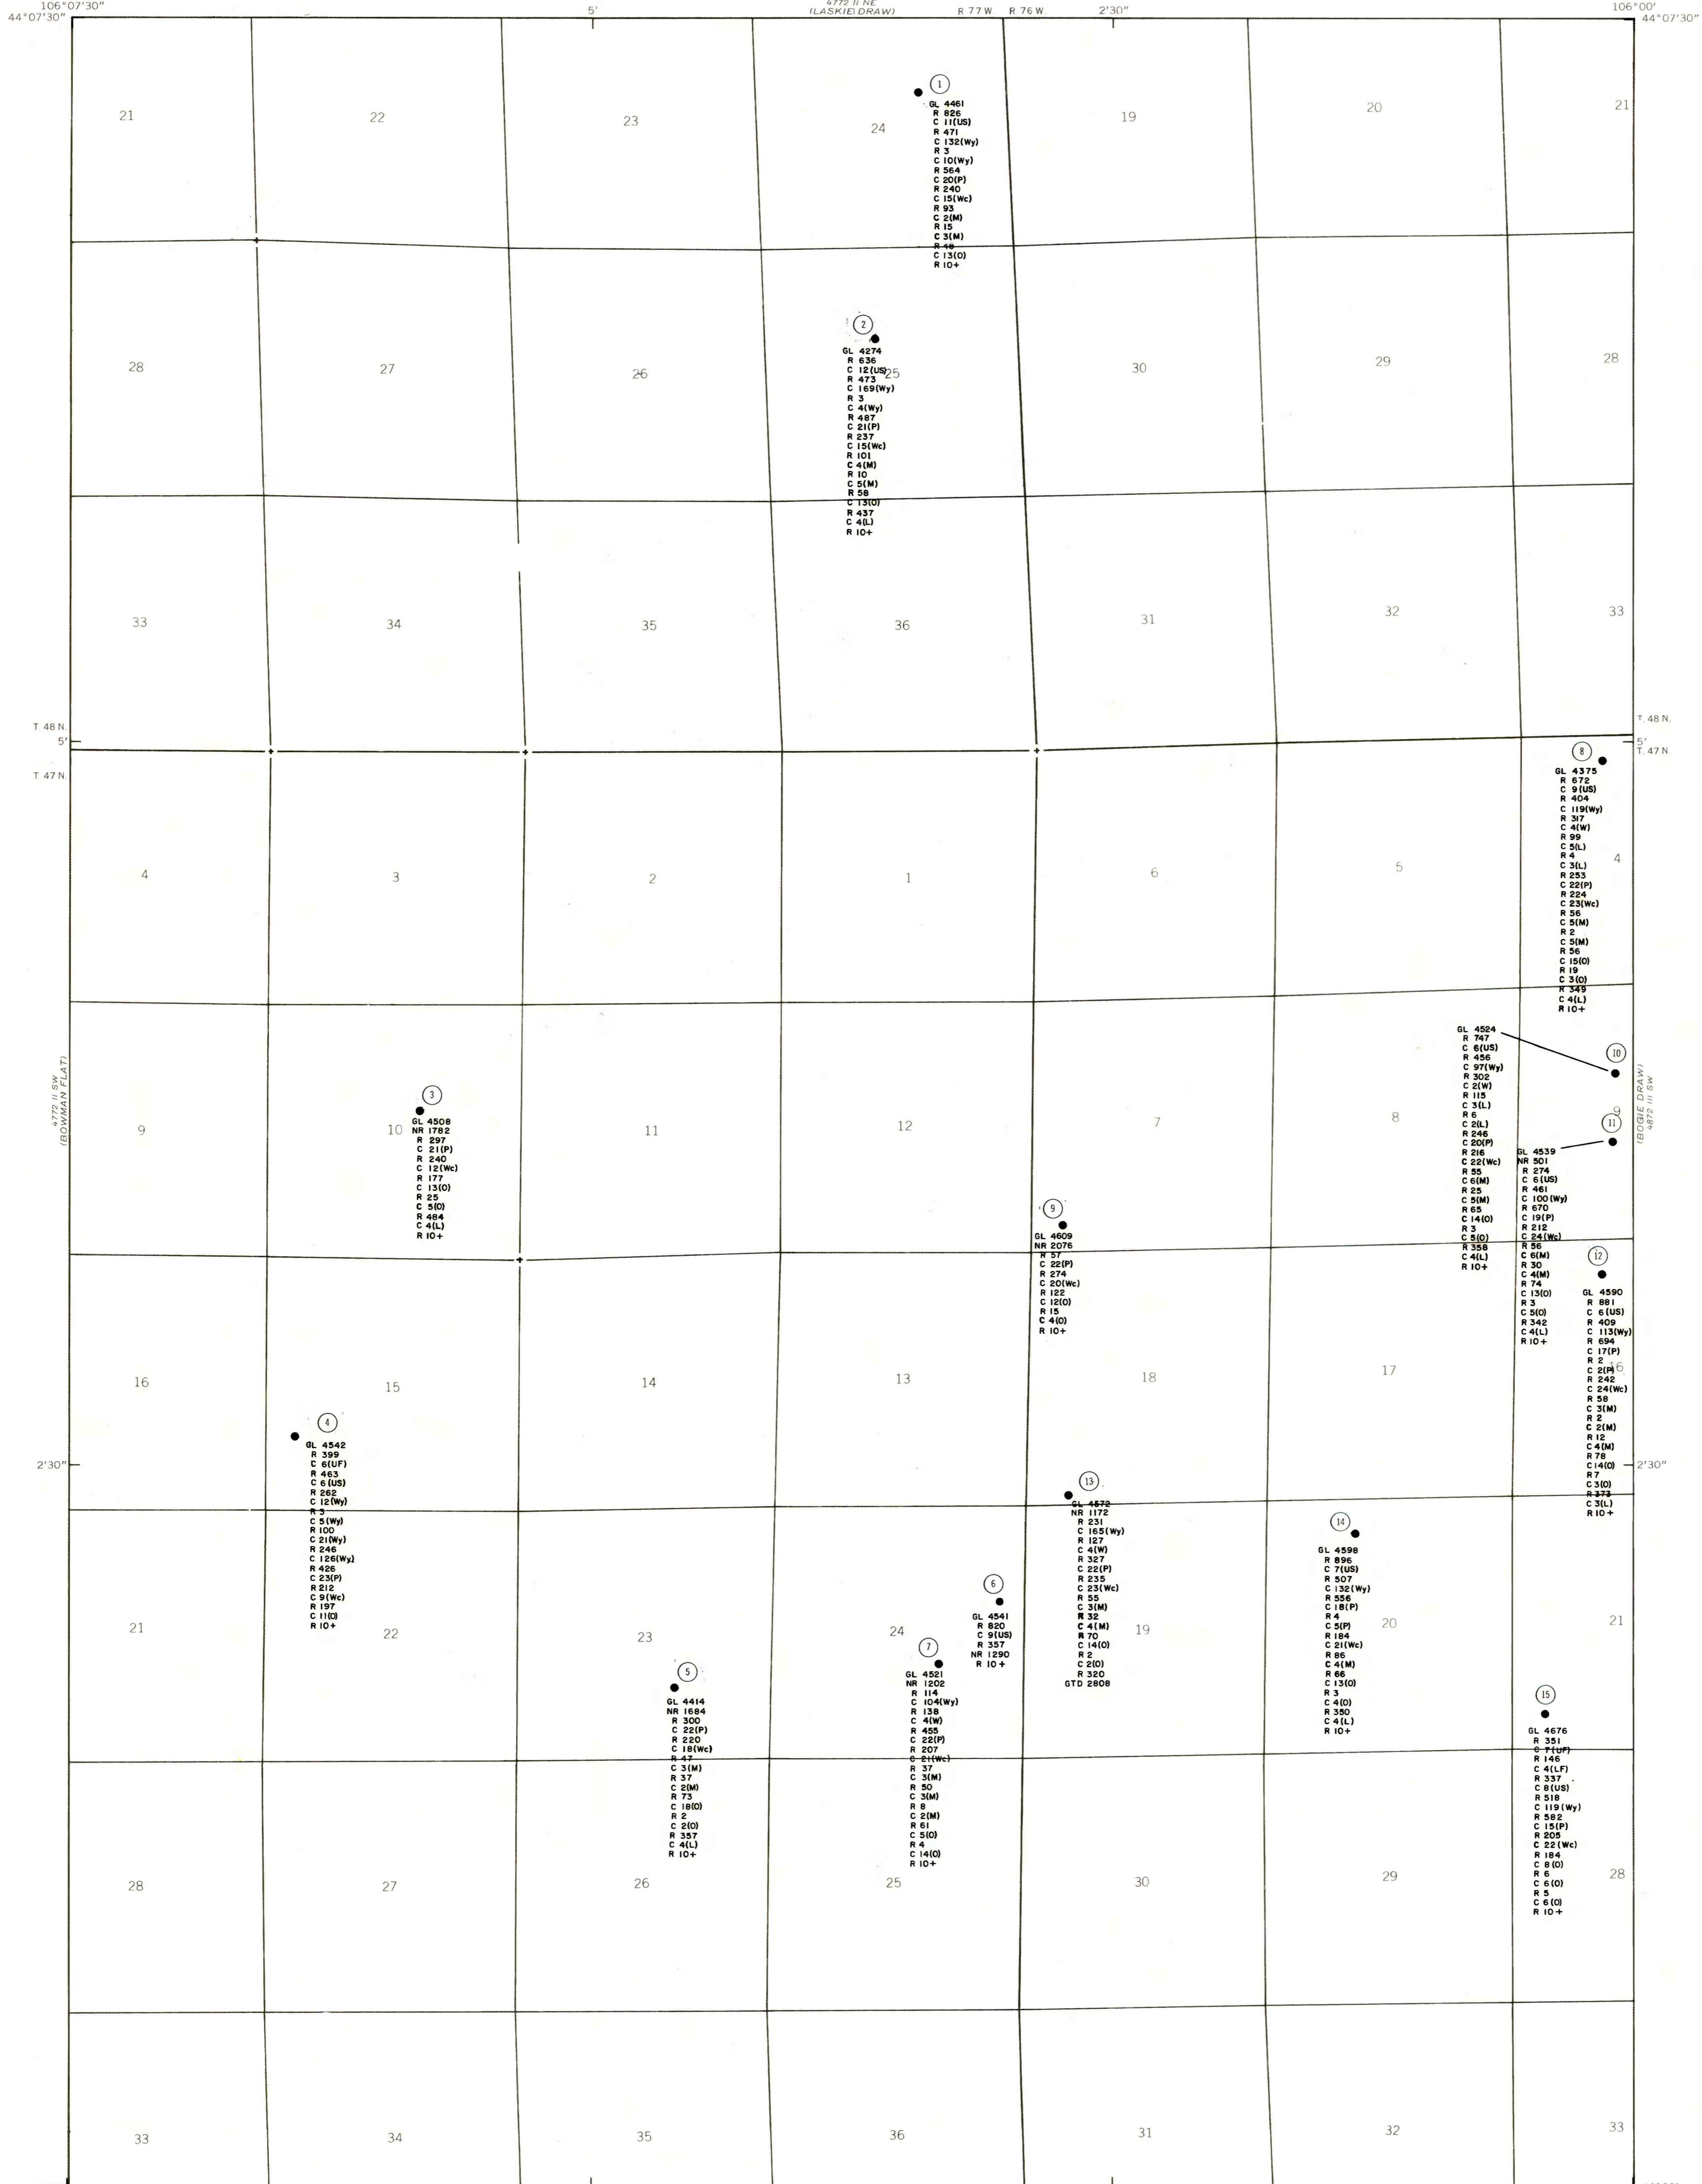 106°07'30"
44°07'30"
5'
4772 II NE
(LASKIE DRAW)
R 77 W.
R 76 W.
2'30"
106°00'
44°07'30"
21
22
23
24
19
20
21
1
GL 4461
R 826
C 11(US)
R 471
C 132(Wy)
R 3
C 10(Wy)
R 564
C 20(P)
R 240
C 15(Wc)
R 93
C 2(M)
R 15
C 3(M)
R 48
C 13(O)
R 10+
28
27
26
25
30
29
28
2
GL 4274
R 636
C 12(US)
R 473
C 169(Wy)
R 3
C 4(Wy)
R 487
C 21(P)
R 237
C 15(Wc)
R 101
C 4(M)
R 10
C 5(M)
R 58
C 13(O)
R 437
C 4(L)
R 10+
33
34
35
36
31
32
33
T 48 N.
5'
T 47 N.
T. 48 N.
5'
T. 47 N
4
3
2
1
6
5
4
8
GL 4375
R 672
C 9(US)
R 404
C 119(Wy)
R 317
C 4(W)
R 99
C 5(L)
R 4
C 3(L)
R 253
C 22(P)
R 224
C 23(Wc)
R 56
C 5(M)
R 2
C 5(M)
R 56
C 15(O)
R 19
C 3(O)
R 349
C 4(L)
R 10+
4772 II SW
(BOWMAN FLAT)
(BOGIE DRAW)
4872 III SW
9
10
11
12
7
8
9
3
GL 4508
NR 1782
R 297
C 21(P)
R 240
C 12(Wc)
R 177
C 13(O)
R 25
C 5(O)
R 484
C 4(L)
R 10+
9
GL 4609
NR 2076
R 57
C 22(P)
R 274
C 20(Wc)
R 122
C 12(O)
R 15
C 4(O)
R 10+
10
GL 4524
R 747
C 6(US)
R 456
C 97(Wy)
R 302
C 2(W)
R 115
C 3(L)
R 6
C 2(L)
R 246
C 20(P)
R 216
C 22(Wc)
R 55
C 6(M)
R 25
C 5(M)
R 65
C 14(O)
R 3
C 5(O)
R 358
C 4(L)
R 10+
11
GL 4539
NR 501
R 274
C 6(US)
R 461
C 100(Wy)
R 670
C 19(P)
R 212
C 24(Wc)
R 56
C 6(M)
R 30
C 4(M)
R 74
C 13(O)
R 3
C 5(O)
R 342
C 4(L)
R 10+
12
GL 4590
R 881
C 6(US)
R 409
C 113(Wy)
R 694
C 17(P)
R 2
C 2(P)
R 242
C 24(Wc)
R 58
C 3(M)
R 2
C 2(M)
R 12
C 4(M)
R 78
C 14(O)
R 7
C 3(O)
R 373
C 3(L)
R 10+
16
15
14
13
18
17
16
2'30"
2'30"
4
GL 4542
R 399
C 6(UF)
R 463
C 6(US)
R 262
C 12(Wy)
R 3
C 5(Wy)
R 100
C 21(Wy)
R 246
C 126(Wy)
R 426
C 23(P)
R 212
C 9(Wc)
R 197
C 11(O)
R 10+
13
GL 4572
NR 1172
R 231
C 165(Wy)
R 127
C 4(W)
R 327
C 22(P)
R 235
C 23(Wc)
R 55
C 3(M)
R 32
C 4(M)
R 70
C 14(O)
R 2
C 2(O)
R 320
GTD 2808
14
GL 4598
R 896
C 7(US)
R 507
C 132(Wy)
R 556
C 18(P)
R 4
C 5(P)
R 184
C 21(Wc)
R 86
C 4(M)
R 66
C 13(O)
R 3
C 4(O)
R 350
C 4(L)
R 10+
6
GL 4541
R 820
C 9(US)
R 357
NR 1290
R 10+
21
22
23
24
19
20
21
5
GL 4414
NR 1684
R 300
C 22(P)
R 220
C 18(Wc)
R 47
C 3(M)
R 37
C 2(M)
R 73
C 18(O)
R 2
C 2(O)
R 357
C 4(L)
R 10+
7
GL 4521
NR 1202
R 114
C 104(Wy)
R 138
C 4(W)
R 455
C 22(P)
R 207
C 21(Wc)
R 37
C 3(M)
R 50
C 3(M)
R 8
C 2(M)
R 61
C 5(O)
R 4
C 14(O)
R 10+
15
GL 4676
R 351
C 7(UF)
R 146
C 4(LF)
R 337
C 8(US)
R 518
C 119(Wy)
R 582
C 15(P)
R 205
C 22(Wc)
R 184
C 8(O)
R 6
C 6(O)
R 5
C 6(O)
R 10+
28
27
26
25
30
29
28
33
34
35
36
31
32
33